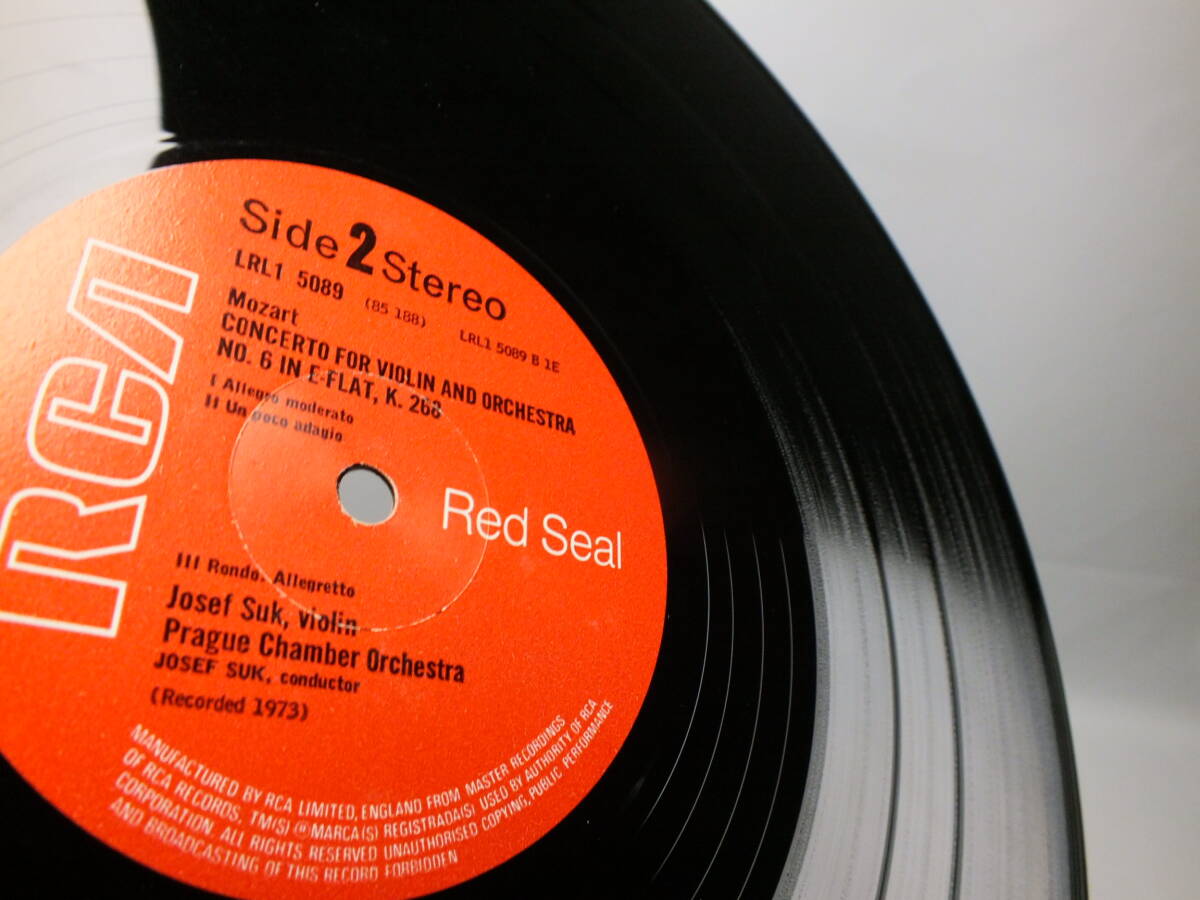 RCA
Side 2 Stereo
LRL1 5089
(85 188)
LRL1 5089 B 1E
Mozart
CONCERTO FOR VIOLIN AND ORCHESTRA
NO. 6 IN E-FLAT, K. 268
I Allegro moderato
II Un poco adagio
Red Seal
III Rondo. Allegretto
Josef Suk, violin
Prague Chamber Orchestra
JOSEF SUK, conductor
(Recorded 1973)
MANUFACTURED BY RCA LIMITED, ENGLAND FROM MASTER RECORDINGS
OF RCA RECORDS. TM(S) ® MARCA(S) REGISTRADA(S) USED BY AUTHORITY OF RCA
CORPORATION. ALL RIGHTS RESERVED UNAUTHORISED COPYING, PUBLIC PERFORMANCE
AND BROADCASTING OF THIS RECORD FORBIDDEN